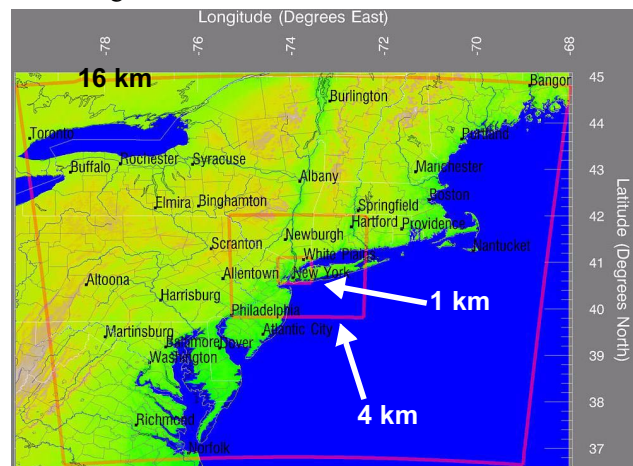 Longitude (Degrees East)
-78 -76 -74 -72 -70 -68
16 km
Bangor
45
Burlington
44
Toronto
Portland
Buffalo
Rochester
Syracuse
Manchester
43
Albany
Boston
Elmira
Binghamton
Springfield
Hartford
Providence
42
Newburgh
Scranton
White Plains
Nantucket
Latitude (Degrees North)
41
Allentown
New York
Altoona
Harrisburg
1 km
40
Philadelphia
Martinsburg
Atlantic City
Baltimore
Dover
Washington
39
4 km
38
Richmond
37
Norfolk